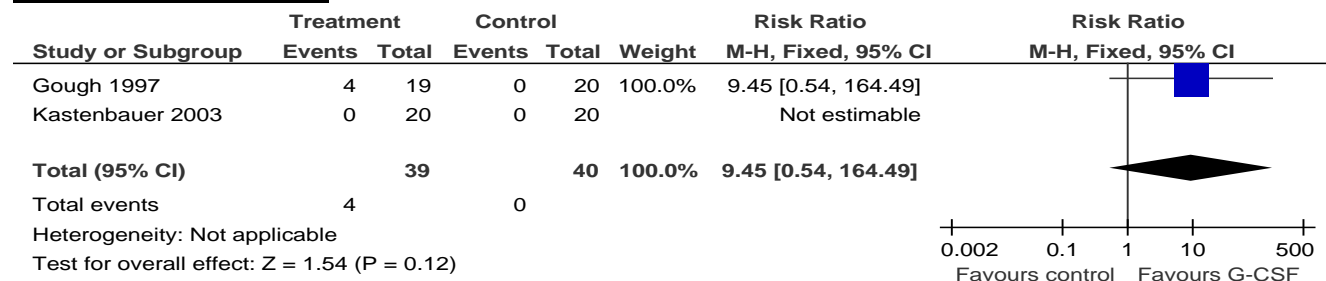 Treatment Control Risk Ratio Risk Ratio
Study or Subgroup Events Total Events Total Weight M-H, Fixed, 95% CI M-H, Fixed, 95% CI
Gough 1997 4 19 0 20 100.0% 9.45 [0.54, 164.49]
Kastenbauer 2003 0 20 0 20 Not estimable
Total (95% CI) 39 40 100.0% 9.45 [0.54, 164.49]
Total events 4 0
Heterogeneity: Not applicable
Test for overall effect: Z = 1.54 (P = 0.12)
0.002 0.1 1 10 500
Favours control Favours G-CSF